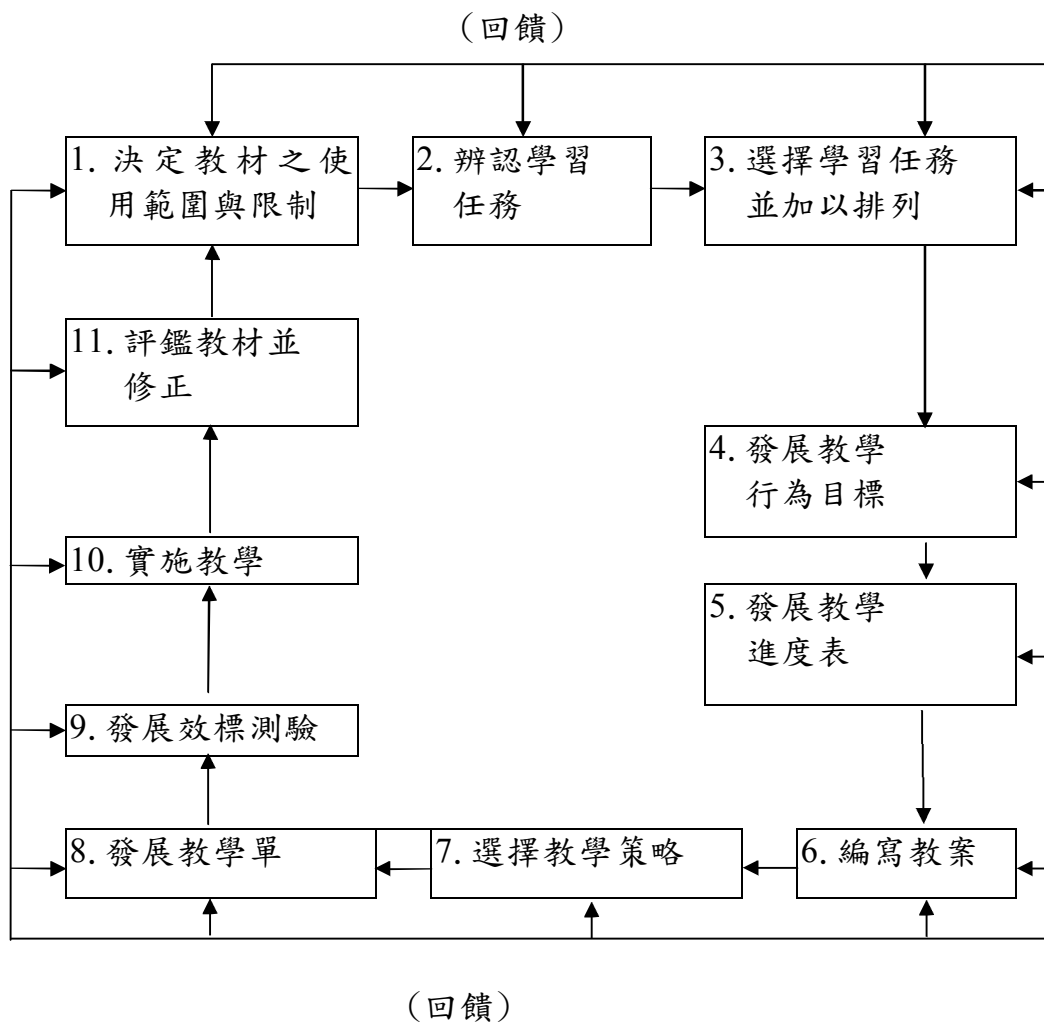 （回饋）
1. 決定教材之使
用範圍與限制
2. 辨認學習
任務
3. 選擇學習任務
並加以排列
11. 評鑑教材並
修正
4. 發展教學
行為目標
10. 實施教學
5. 發展教學
進度表
9. 發展效標測驗
8. 發展教學單
7. 選擇教學策略
6. 編寫教案
（回饋）